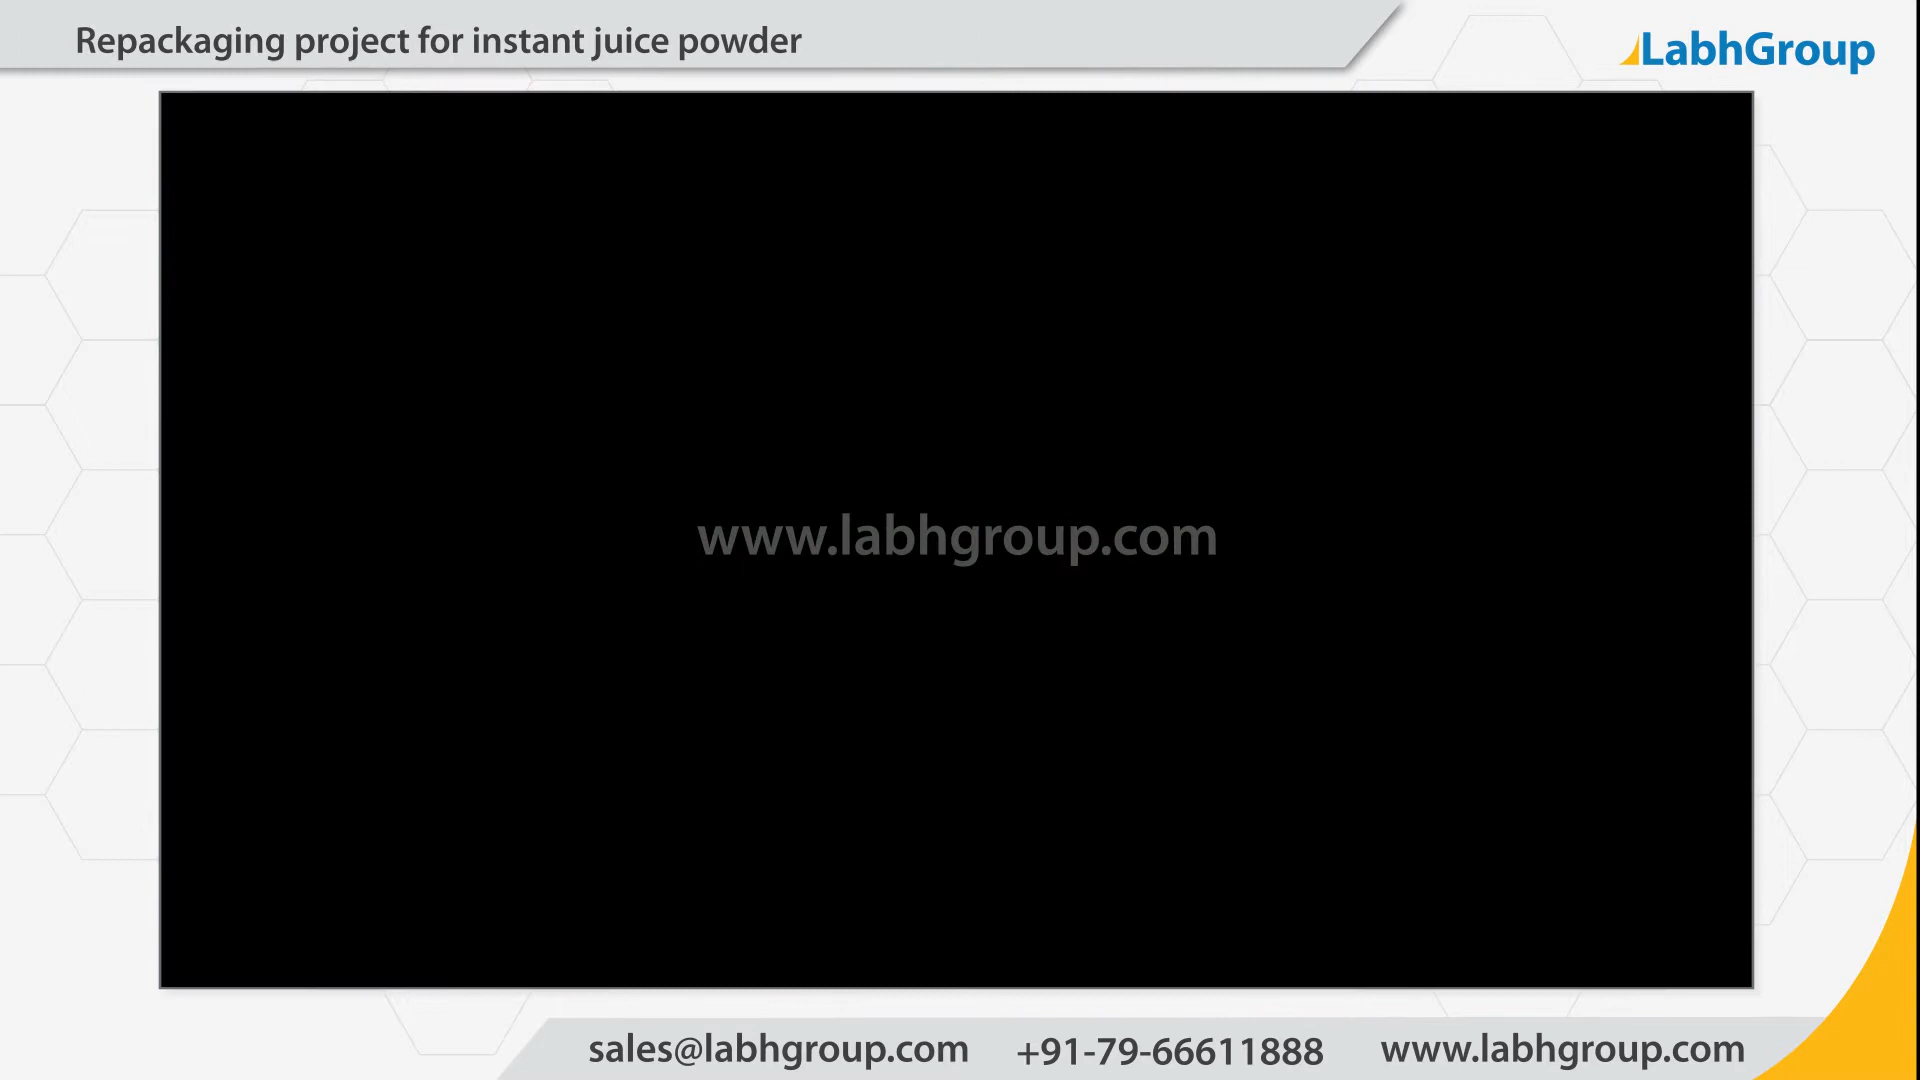 Repackaging project for instant juice powder
LabhGroup
www.labhgroup.com
sales@labhgroup.com +91-79-66611888 www.labhgroup.com